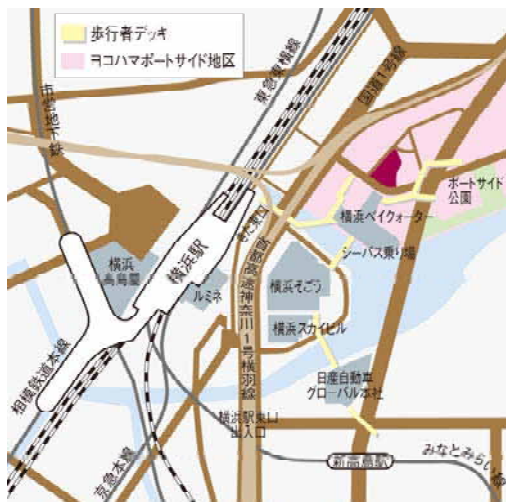 歩行者デッキ
ヨコハマポートサイド地区
東急東横線
国道1号線
市営地下鉄
ポートサイド
公園
横浜ベイクォーター
きた東口
シーバス乗り場
横浜駅
横浜
高島屋
ルミネ
横浜そごう
高速神奈川1号横羽線
横浜スカイビル
相模鉄道本線
日産自動車
グローバル本社
横浜駅東口
出入口
京急本線
新高島駅
みなとみらい線